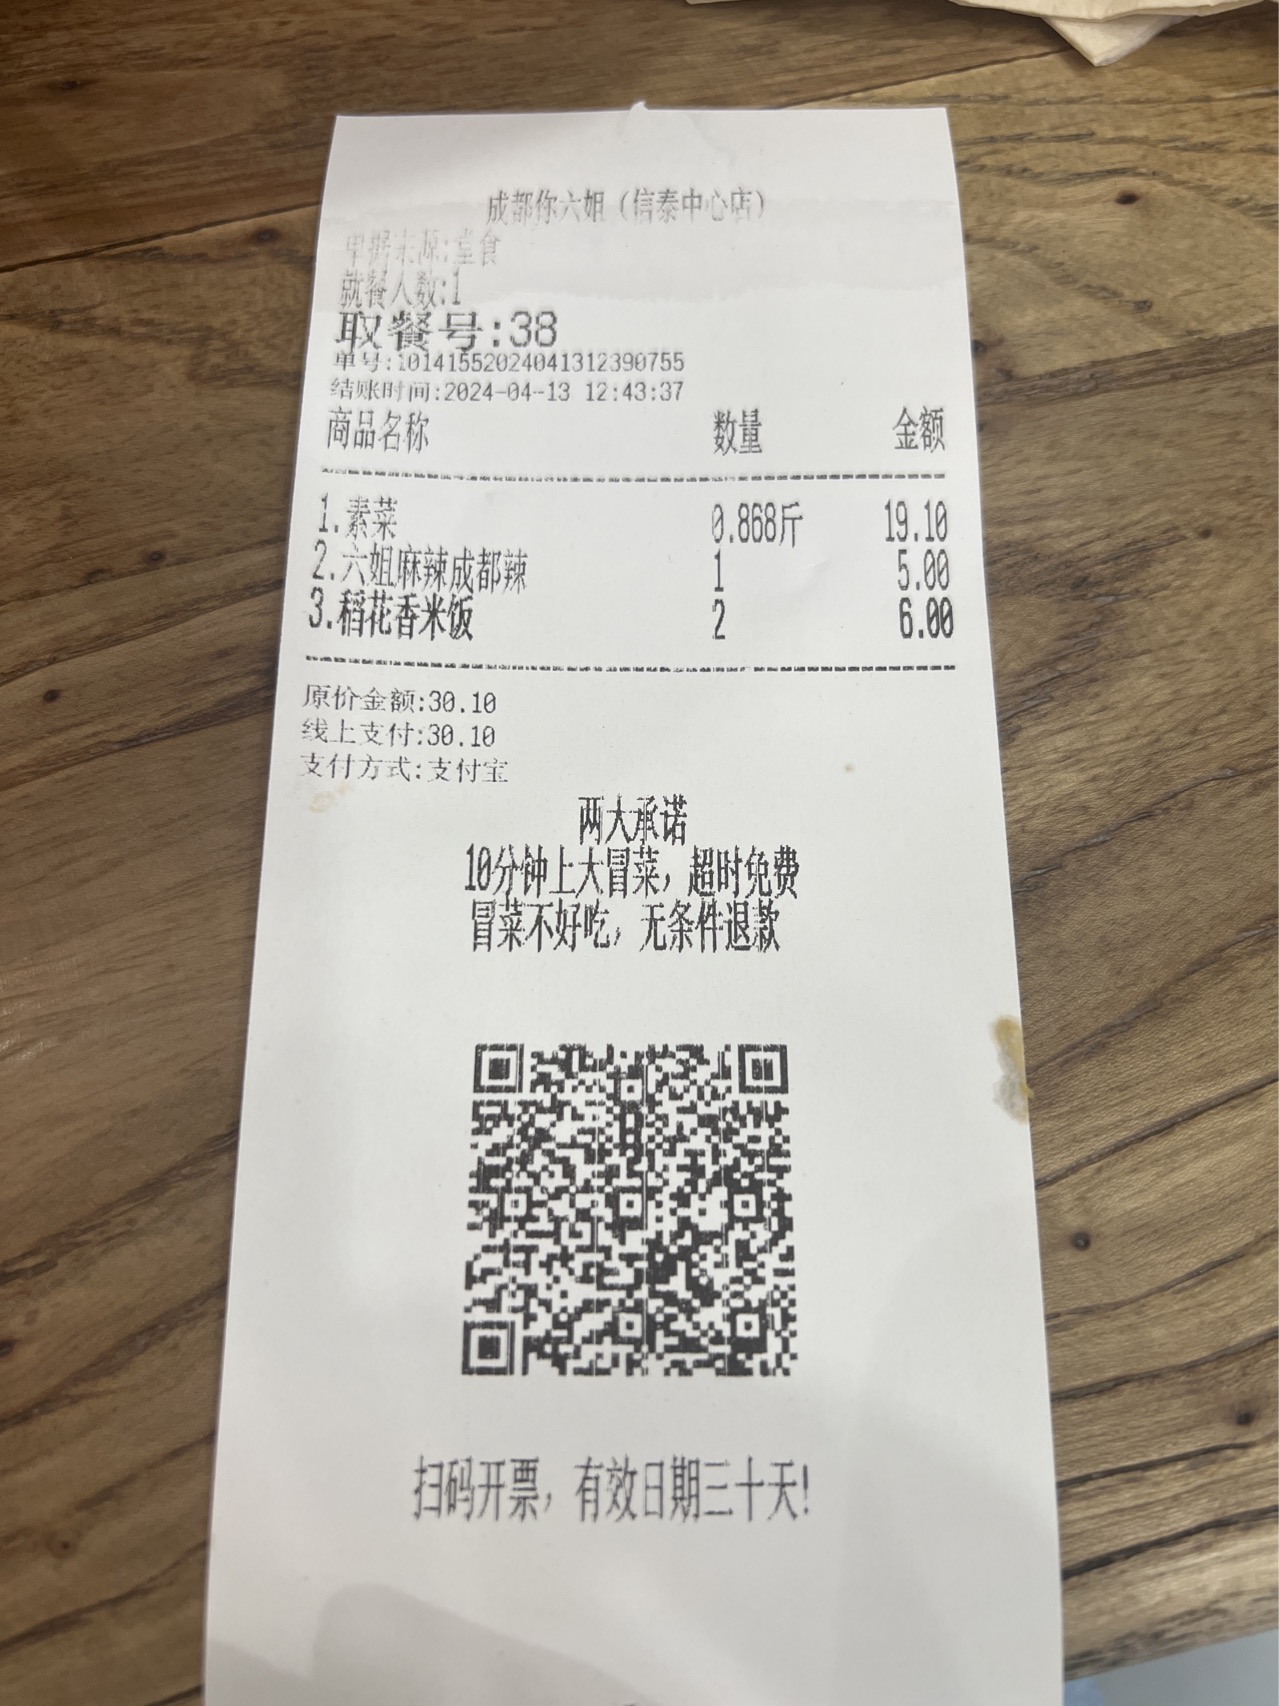 成都你六姐（信泰中心店）
单据来源:堂食
就餐人数:1
取餐号:38
单号:10141552024041312390755
结账时间:2024-04-13 12:43:37
商品名称 数量 金额
1.素菜 0.868斤 19.10
2.六姐麻辣成都辣 1 5.00
3.稻花香米饭 2 6.00
原价金额:30.10
线上支付:30.10
支付方式:支付宝
两大承诺
10分钟上大冒菜，超时免费
冒菜不好吃，无条件退款
扫码开票，有效日期三十天!